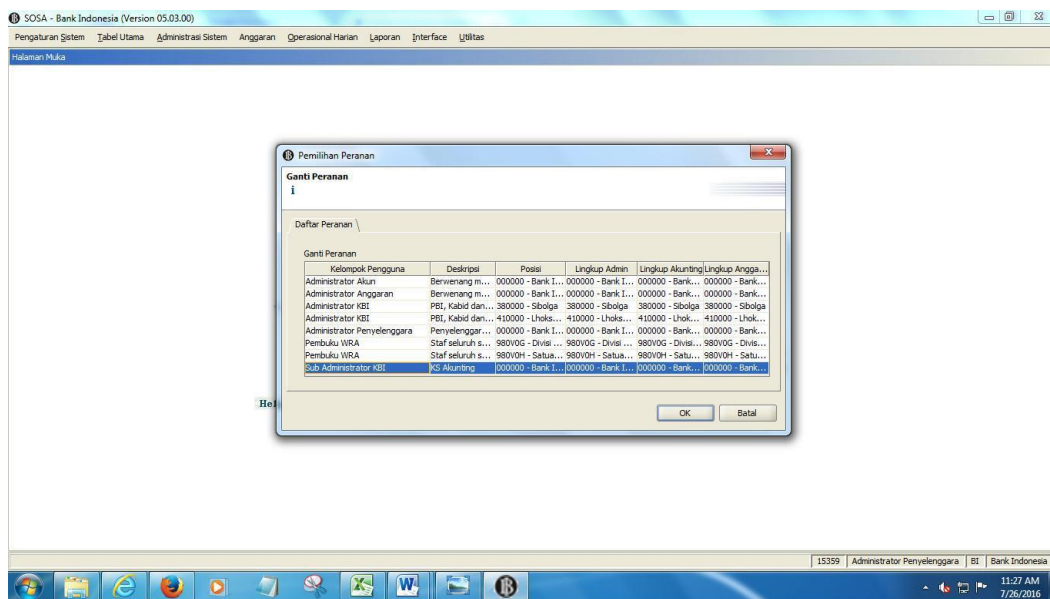 SOSA - Bank Indonesia (Version 05.03.00)
Pengaturan Sistem Tabel Utama Administrasi Sistem Anggaran Operasional Harian Laporan Interface Utilitas
Halaman Muka
Pemilihan Peranan
Ganti Peranan
i
Daftar Peranan
Ganti Peranan
Kelompok Pengguna Deskripsi Posisi Lingkup Admin Lingkup Akunting Lingkup Angga...
Administrator Akun Berwenang m... 000000 - Bank I... 000000 - Bank I... 000000 - Bank... 000000 - Bank...
Administrator Anggaran Berwenang m... 000000 - Bank I... 000000 - Bank I... 000000 - Bank... 000000 - Bank...
Administrator KBI PBI, Kabid dan... 380000 - Sibolga 380000 - Sibolga 380000 - Sibolga 380000 - Sibolga
Administrator KBI PBI, Kabid dan... 410000 - Lhoks... 410000 - Lhoks... 410000 - Lhok... 410000 - Lhok...
Administrator Penyelenggara Penyelenggar... 000000 - Bank I... 000000 - Bank I... 000000 - Bank... 000000 - Bank...
Pembuku WRA Staf seluruh s... 980V0G - Divisi ... 980V0G - Divisi ... 980V0G - Divisi... 980V0G - Divis...
Pembuku WRA Staf seluruh s... 980V0H - Satua... 980V0H - Satua... 980V0H - Satu... 980V0H - Satu...
Sub Administrator KBI KS Akunting 000000 - Bank I... 000000 - Bank I... 000000 - Bank... 000000 - Bank...
OK Batal
15359 Administrator Penyelenggara BI Bank Indonesia
11:27 AM
7/26/2016